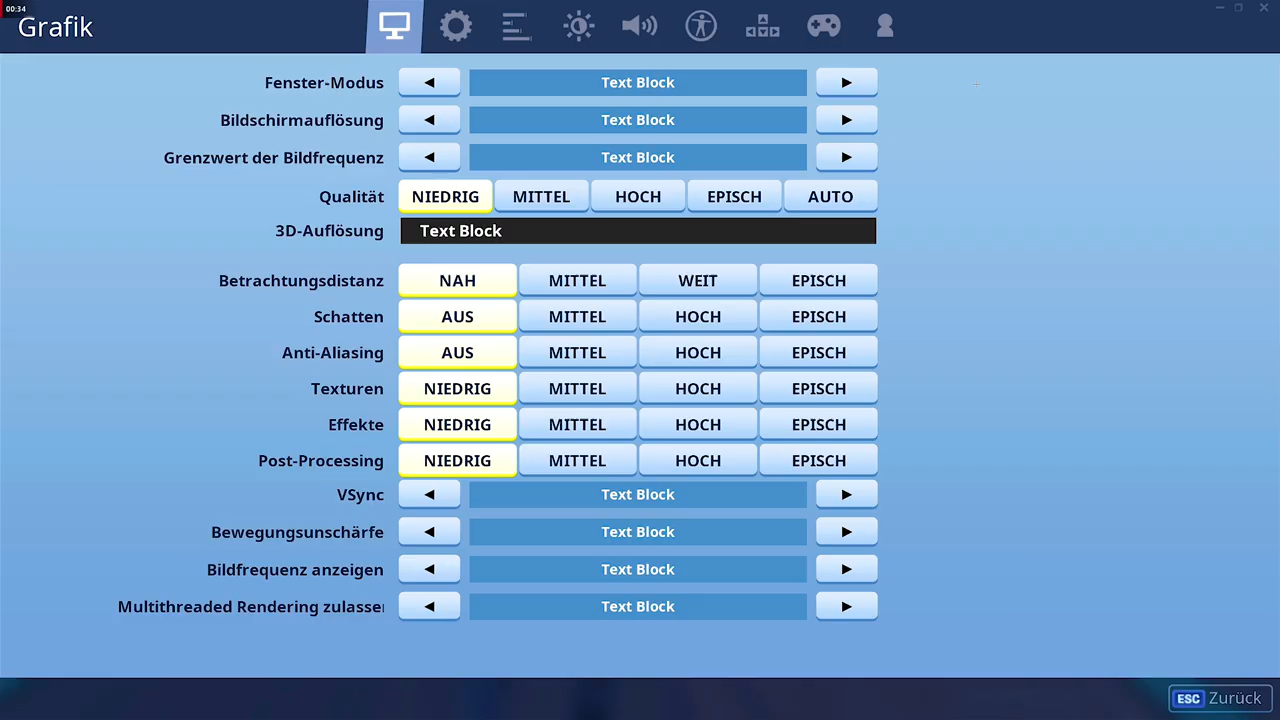 00:34
Grafik
Fenster-Modus Text Block
Bildschirmauflösung Text Block
Grenzwert der Bildfrequenz Text Block
Qualität NIEDRIG MITTEL HOCH EPISCH AUTO
3D-Auflösung Text Block
Betrachtungsdistanz NAH MITTEL WEIT EPISCH
Schatten AUS MITTEL HOCH EPISCH
Anti-Aliasing AUS MITTEL HOCH EPISCH
Texturen NIEDRIG MITTEL HOCH EPISCH
Effekte NIEDRIG MITTEL HOCH EPISCH
Post-Processing NIEDRIG MITTEL HOCH EPISCH
VSync Text Block
Bewegungsunschärfe Text Block
Bildfrequenz anzeigen Text Block
Multithreaded Rendering zulassen Text Block
ESC Zurück